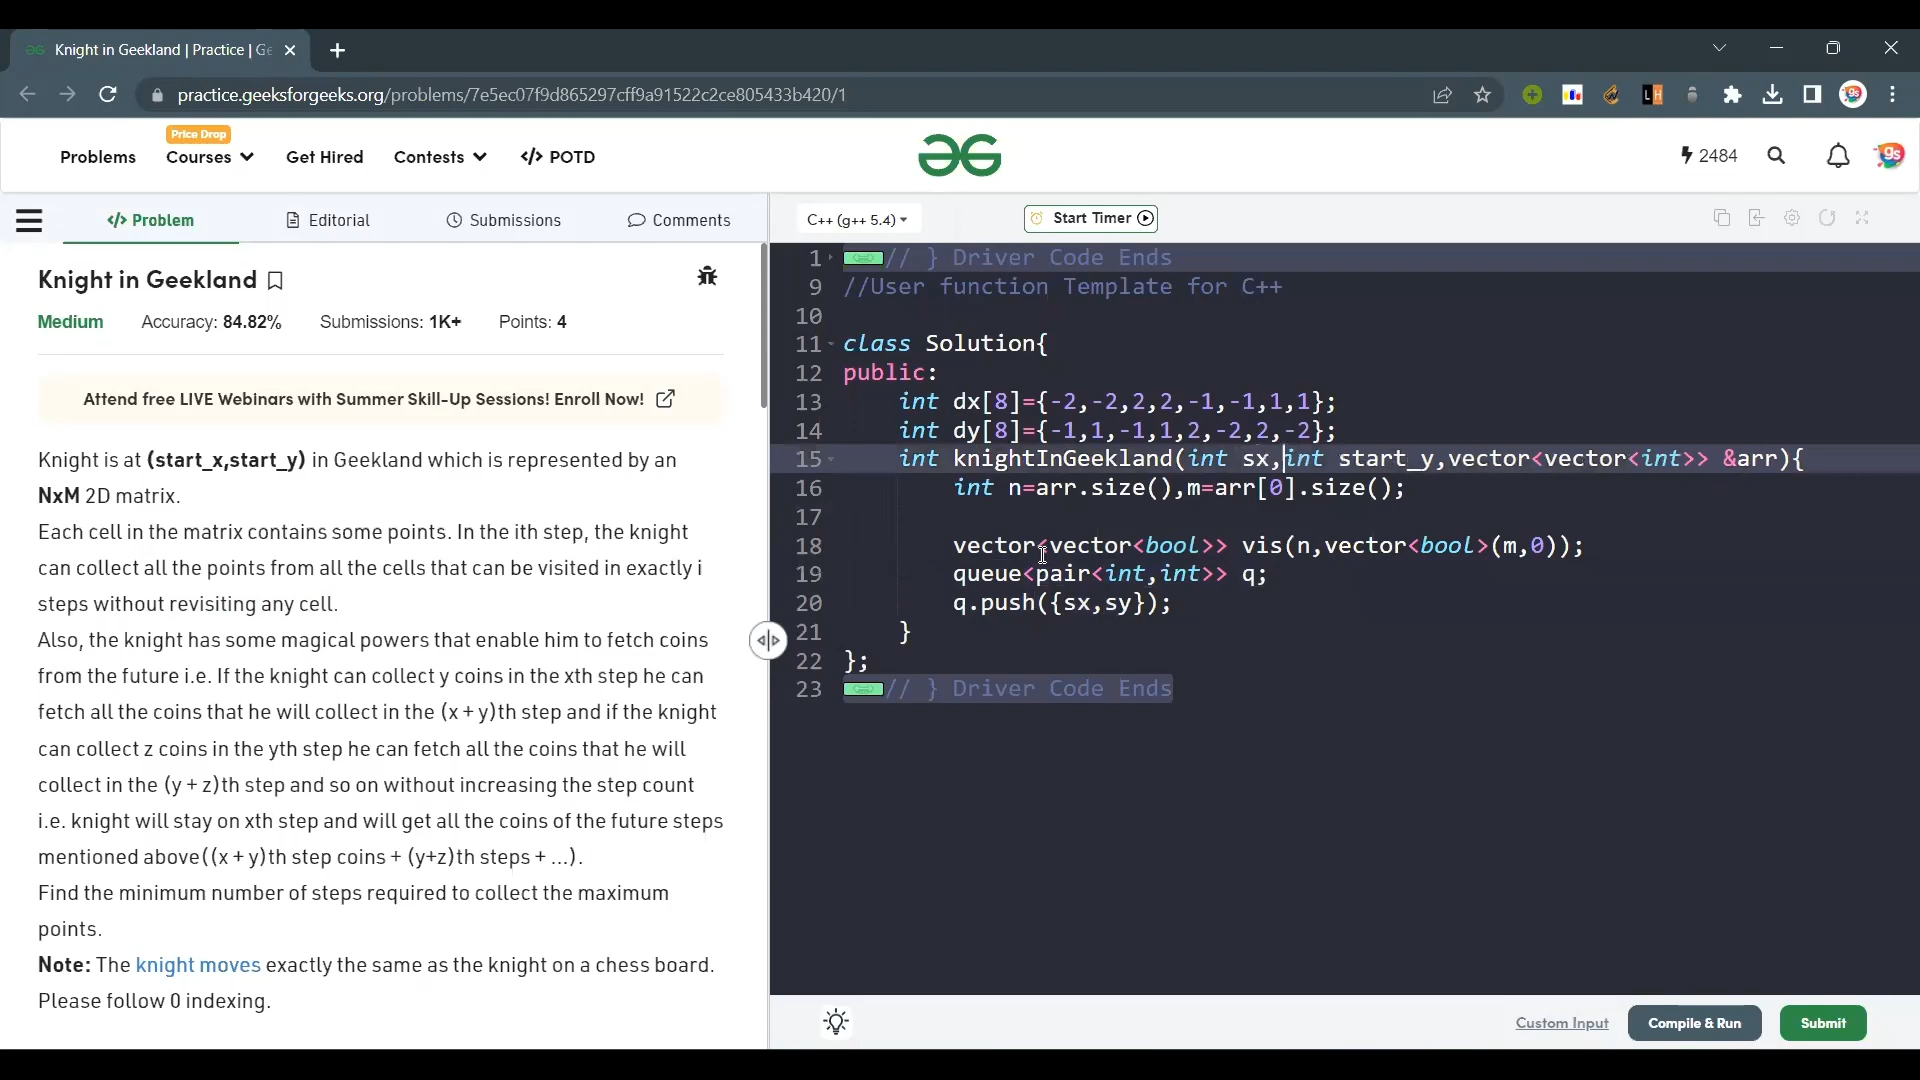 Knight in Geekland | Practice | Ge
practice.geeksforgeeks.org/problems/7e5ec07f9d865297cff9a91522c2ce805433b420/1
LH
gs
Price Drop
Problems Courses Get Hired Contests </> POTD
2484
gs
</> Problem Editorial Submissions Comments
C++ (g++ 5.4) Start Timer
Knight in Geekland
Medium Accuracy: 84.82% Submissions: 1K+ Points: 4
Attend free LIVE Webinars with Summer Skill-Up Sessions! Enroll Now!
Knight is at (start_x,start_y) in Geekland which is represented by an
NxM 2D matrix.
Each cell in the matrix contains some points. In the ith step, the knight
can collect all the points from all the cells that can be visited in exactly i
steps without revisiting any cell.
Also, the knight has some magical powers that enable him to fetch coins
from the future i.e. If the knight can collect y coins in the xth step he can
fetch all the coins that he will collect in the (x + y)th step and if the knight
can collect z coins in the yth step he can fetch all the coins that he will
collect in the (y + z)th step and so on without increasing the step count
i.e. knight will stay on xth step and will get all the coins of the future steps
mentioned above((x + y)th step coins + (y+z)th steps + ...).
Find the minimum number of steps required to collect the maximum
points.
Note: The knight moves exactly the same as the knight on a chess board.
Please follow 0 indexing.
1 // } Driver Code Ends
9 //User function Template for C++
10
11 class Solution{
12 public:
13 int dx[8]={-2,-2,2,2,-1,-1,1,1};
14 int dy[8]={-1,1,-1,1,2,-2,2,-2};
15 int knightInGeekland(int sx,int start_y,vector<vector<int>> &arr){
16 int n=arr.size(),m=arr[0].size();
17
18 vector<vector<bool>> vis(n,vector<bool>(m,0));
19 queue<pair<int,int>> q;
20 q.push({sx,sy});
21 }
22 };
23 // } Driver Code Ends
Custom Input Compile & Run Submit